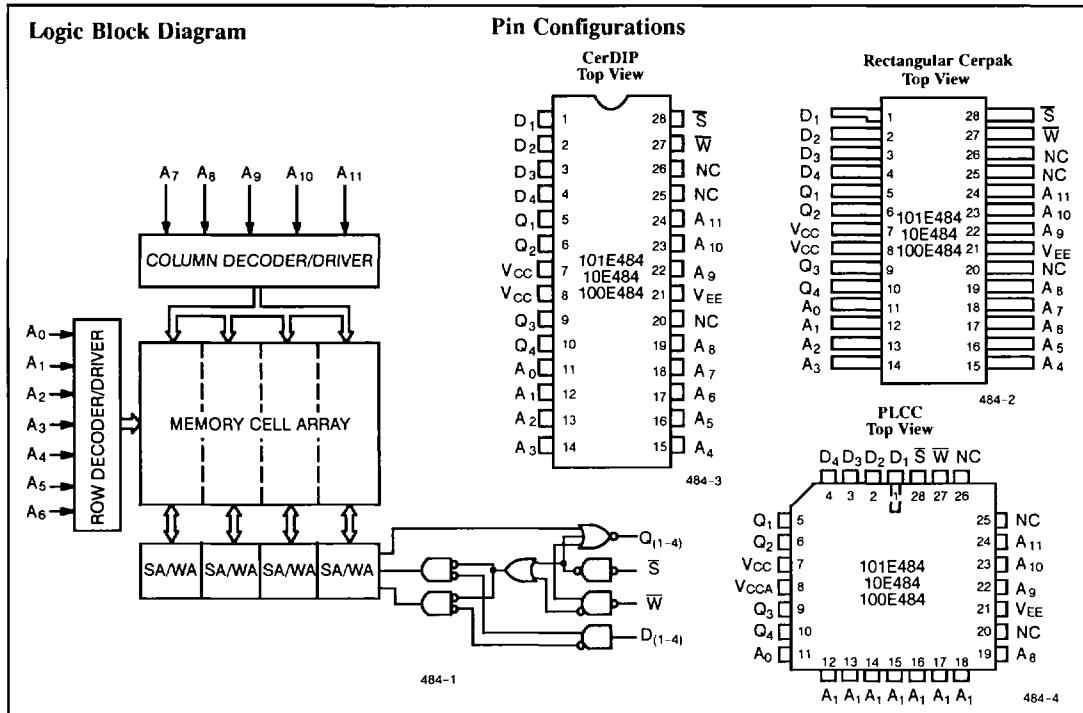 Logic Block Diagram
Pin Configurations
A7 A8 A9 A10 A11
COLUMN DECODER/DRIVER
A0
A1
A2
A3
A4
A5
A6
ROW DECODER/DRIVER
MEMORY CELL ARRAY
SA/WA SA/WA SA/WA SA/WA
Q(1-4)
S̅
W̅
D(1-4)
484-1
CerDIP
Top View
D1 1 28 S̅
D2 2 27 W̅
D3 3 26 NC
D4 4 25 NC
Q1 5 24 A11
Q2 6 23 A10
VCC 7 22 A9
VCC 8 21 VEE
Q3 9 20 NC
Q4 10 19 A8
A0 11 18 A7
A1 12 17 A6
A2 13 16 A5
A3 14 15 A4
101E484
10E484
100E484
484-3
Rectangular Cerpak
Top View
D1 1 28 S̅
D2 2 27 W̅
D3 3 26 NC
D4 4 25 NC
Q1 5 24 A11
Q2 6 23 A10
VCC 7 22 A9
VCC 8 21 VEE
Q3 9 20 NC
Q4 10 19 A8
A0 11 18 A7
A1 12 17 A6
A2 13 16 A5
A3 14 15 A4
101E484
10E484
100E484
484-2
PLCC
Top View
D4 D3 D2 D1 S̅ W̅ NC
4 3 2 1 28 27 26
Q1 5 25 NC
Q2 6 24 A11
VCC 7 23 A10
VCCA 8 22 A9
Q3 9 21 VEE
Q4 10 20 NC
A0 11 19 A8
101E484
10E484
100E484
12 13 14 15 16 17 18
A1 A1 A1 A1 A1 A1 A1
484-4